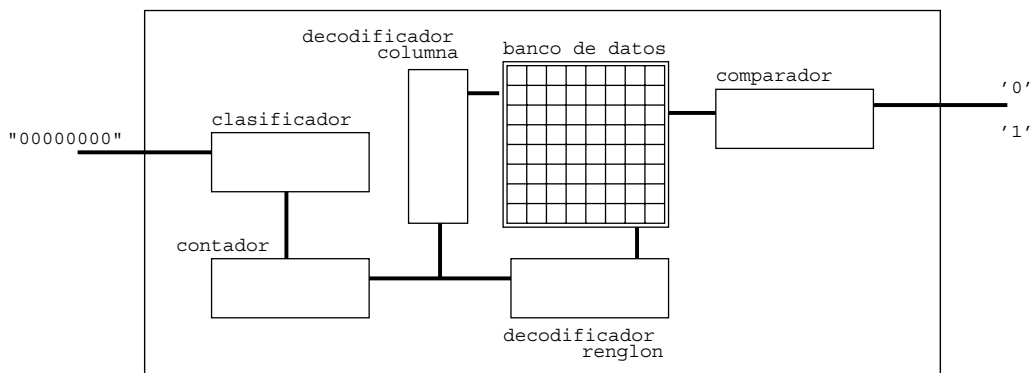 decodificador
columna
banco de datos
comparador
'0'
'1'
clasificador
"00000000"
contador
decodificador
renglon